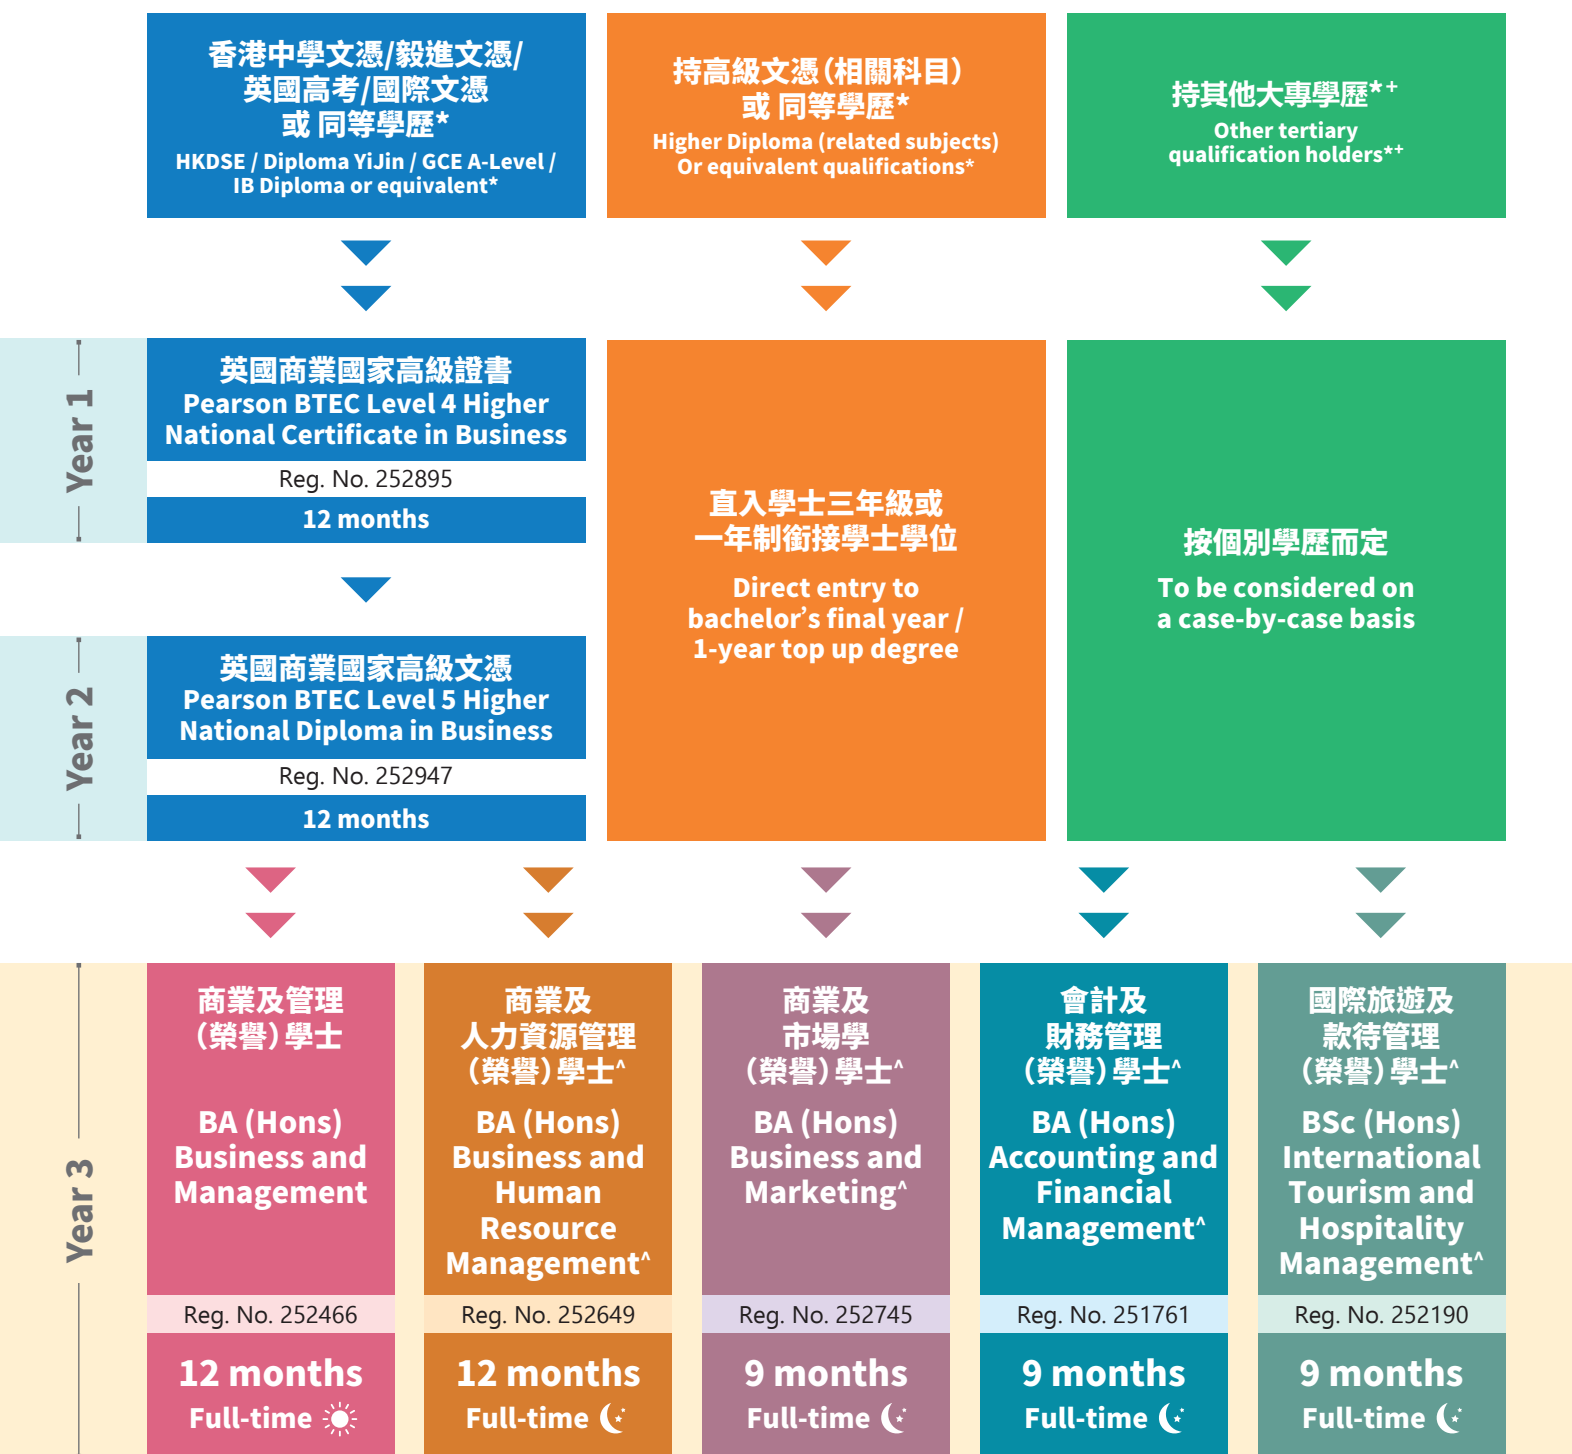 香港中學文憑/毅進文憑/
英國高考/國際文憑
或 同等學歷*
HKDSE / Diploma YiJin / GCE A-Level /
IB Diploma or equivalent*
持高級文憑(相關科目)
或 同等學歷*
Higher Diploma (related subjects)
Or equivalent qualifications*
持其他大專學歷*+
Other tertiary
qualification holders*+
Year 1
英國商業國家高級證書
Pearson BTEC Level 4 Higher
National Certificate in Business
Reg. No. 252895
12 months
Year 2
英國商業國家高級文憑
Pearson BTEC Level 5 Higher
National Diploma in Business
Reg. No. 252947
12 months
直入學士三年級或
一年制銜接學士學位
Direct entry to
bachelor's final year /
1-year top up degree
按個別學歷而定
To be considered on
a case-by-case basis
Year 3
商業及管理
(榮譽)學士
BA (Hons)
Business and
Management
Reg. No. 252466
12 months
Full-time
商業及
人力資源管理
(榮譽)學士^
BA (Hons)
Business and
Human
Resource
Management^
Reg. No. 252649
12 months
Full-time
商業及
市場學
(榮譽)學士^
BA (Hons)
Business and
Marketing^
Reg. No. 252745
9 months
Full-time
會計及
財務管理
(榮譽)學士^
BA (Hons)
Accounting and
Financial
Management^
Reg. No. 251761
9 months
Full-time
國際旅遊及
款待管理
(榮譽)學士^
BSc (Hons)
International
Tourism and
Hospitality
Management^
Reg. No. 252190
9 months
Full-time